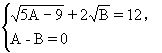 √(5A − 9) + 2√B = 12,
A - B = 0